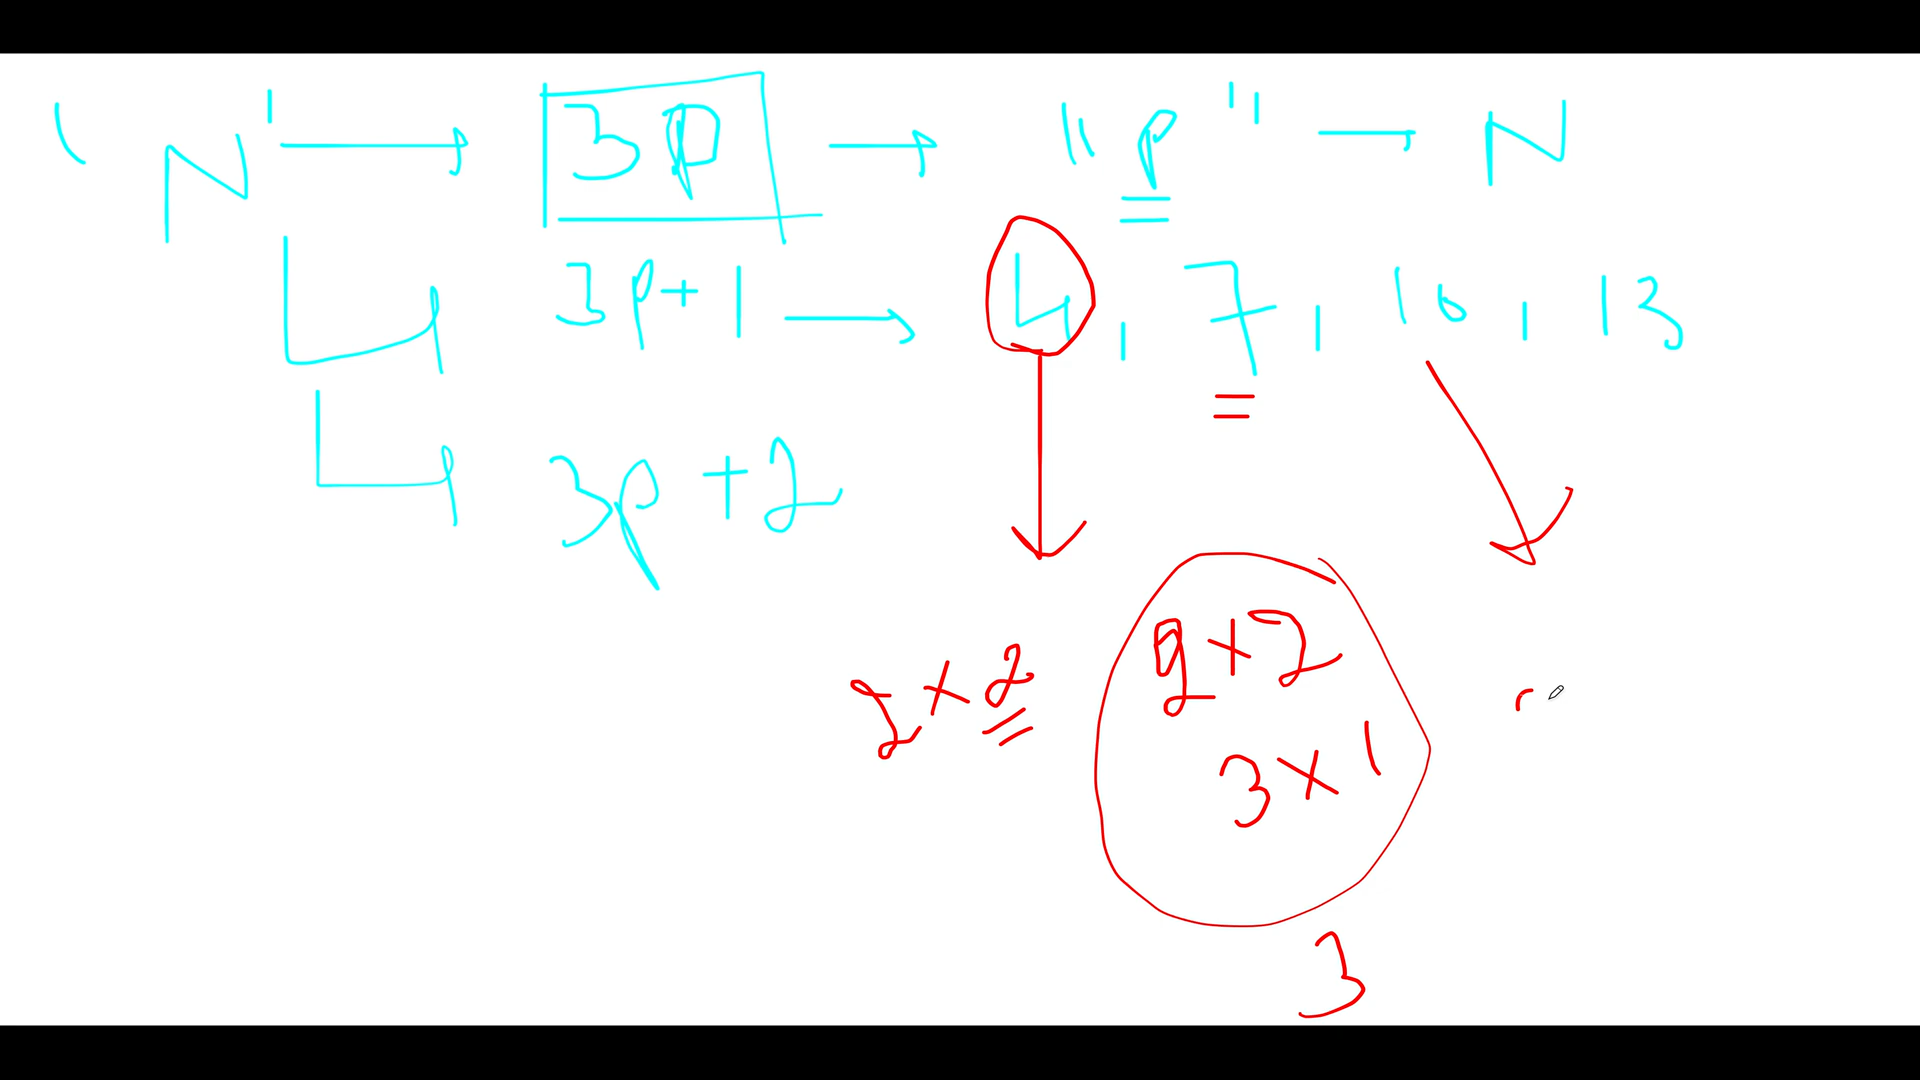 'N' → 3p → "p" → N
3p+1 → 4, 7, 10, 13
3p+2
2×2 2+2
3×1
3